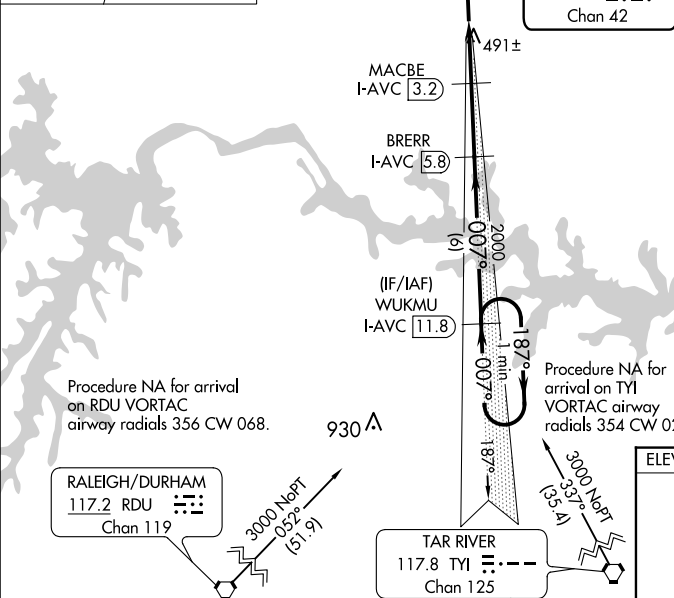 Chan 42
491±
MACBE
I-AVC 3.2
BRERR
I-AVC 5.8
2000
007°
(6)
(IF/IAF)
WUKMU
I-AVC 11.8
187°
1 min
007°
187°
Procedure NA for arrival
on RDU VORTAC
airway radials 356 CW 068.
930
Procedure NA for
arrival on TYI
VORTAC airway
radials 354 CW
RALEIGH/DURHAM
117.2 RDU
Chan 119
3000 NoPT
052°
(51.9)
3000 NoPT
337°
(35.4)
TAR RIVER
117.8 TYI
Chan 125